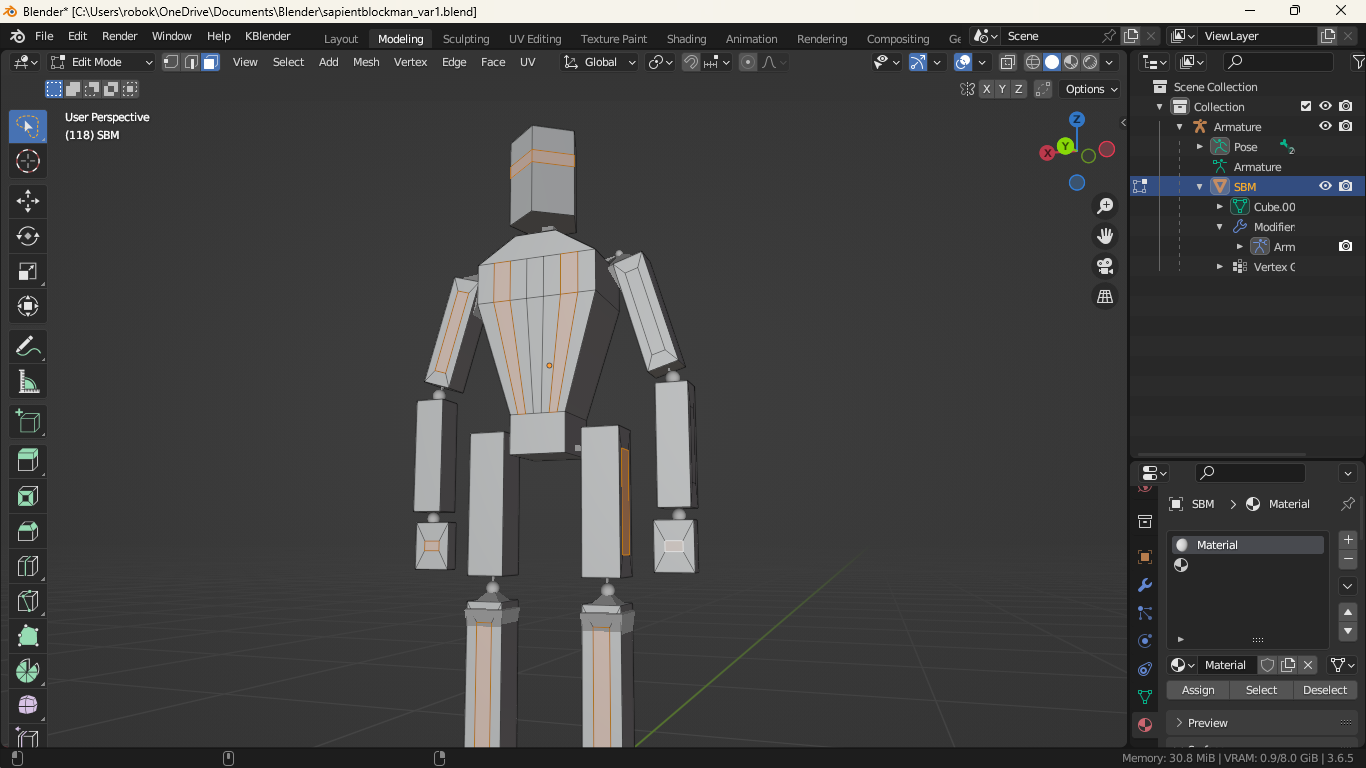 Blender* [C:\Users\robok\OneDrive\Documents\Blender\sapientblockman_var1.blend]
File Edit Render Window Help KBlender Layout Modeling Sculpting UV Editing Texture Paint Shading Animation Rendering Compositing Ge Scene ViewLayer
Edit Mode View Select Add Mesh Vertex Edge Face UV Global
X Y Z Options
User Perspective
(118) SBM
Z
X Y
Scene Collection
Collection
Armature
Pose 2
Armature
SBM
Cube.00
Modifier
Arm
Vertex G
SBM > Material
Material
Material
Assign Select Deselect
Preview
Memory: 30.8 MiB | VRAM: 0.9/8.0 GiB | 3.6.5